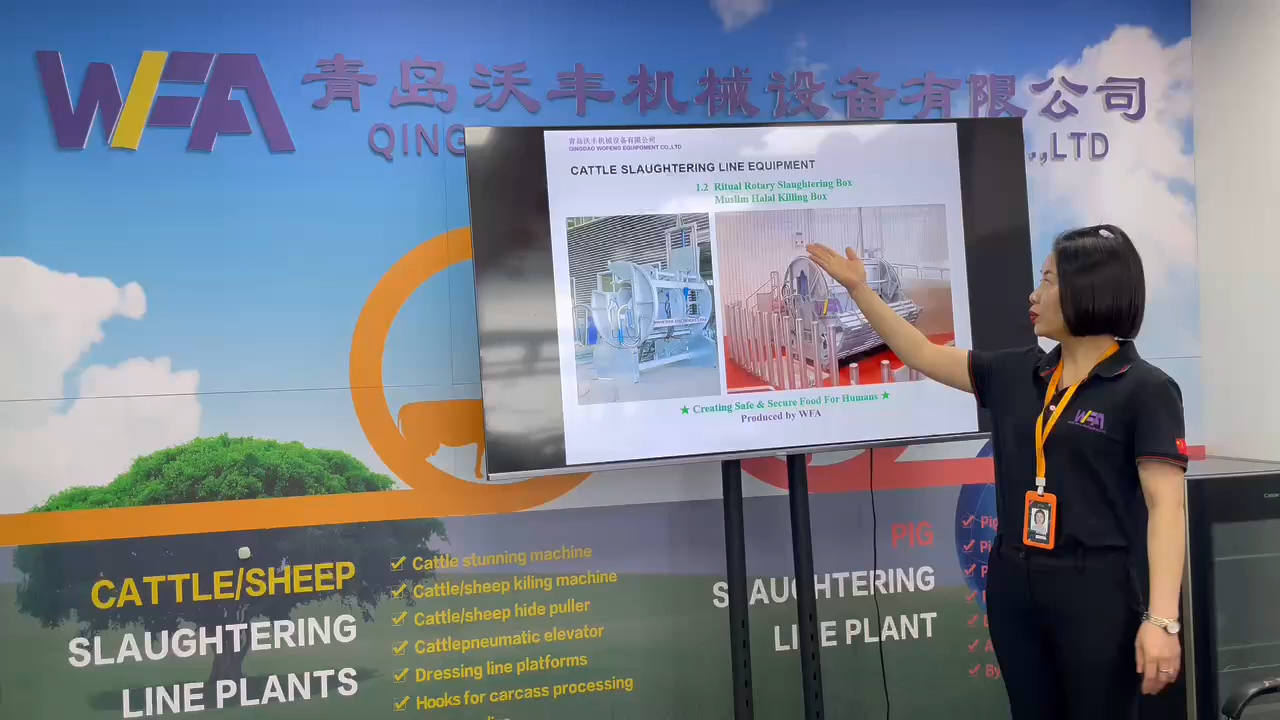 WFA
青岛沃丰机械设备有限公司
QING
.,LTD
青岛沃丰机械设备有限公司
QINGDAO WOFENG EQUIPOMENT CO.,LTD
CATTLE SLAUGHTERING LINE EQUIPMENT
1.2 Ritual Rotary Slaughtering Box
Muslim Halal Killing Box
★ Creating Safe & Secure Food For Humans ★
Produced by WFA
WFA
CATTLE/SHEEP
SLAUGHTERING
LINE PLANTS
✓ Cattle stunning machine
✓ Cattle/sheep kiling machine
✓ Cattle/sheep hide puller
✓ Cattlepneumatic elevator
✓ Dressing line platforms
✓ Hooks for carcass processing
PIG
SLAUGHTERING
LINE PLANT